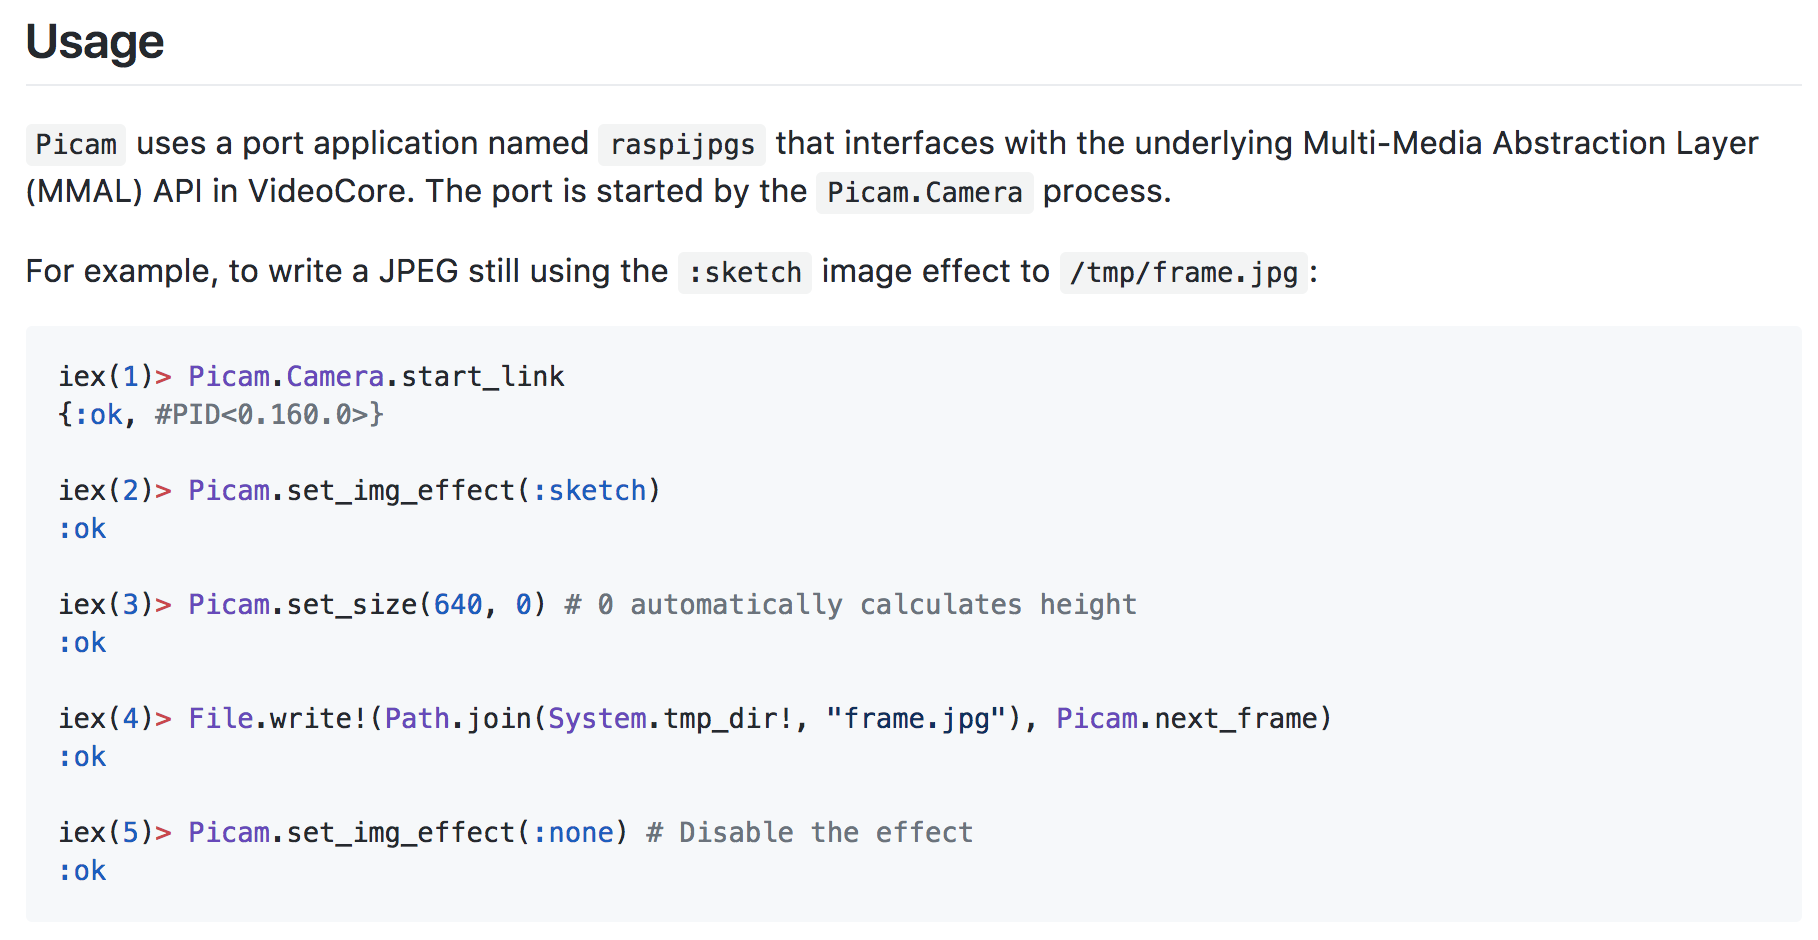 Usage
Picam uses a port application named raspijpgs that interfaces with the underlying Multi-Media Abstraction Layer
(MMAL) API in VideoCore. The port is started by the Picam.Camera process.
For example, to write a JPEG still using the :sketch image effect to /tmp/frame.jpg:
iex(1)> Picam.Camera.start_link
{:ok, #PID<0.160.0>}
iex(2)> Picam.set_img_effect(:sketch)
:ok
iex(3)> Picam.set_size(640, 0) # 0 automatically calculates height
:ok
iex(4)> File.write!(Path.join(System.tmp_dir!, "frame.jpg"), Picam.next_frame)
:ok
iex(5)> Picam.set_img_effect(:none) # Disable the effect
:ok